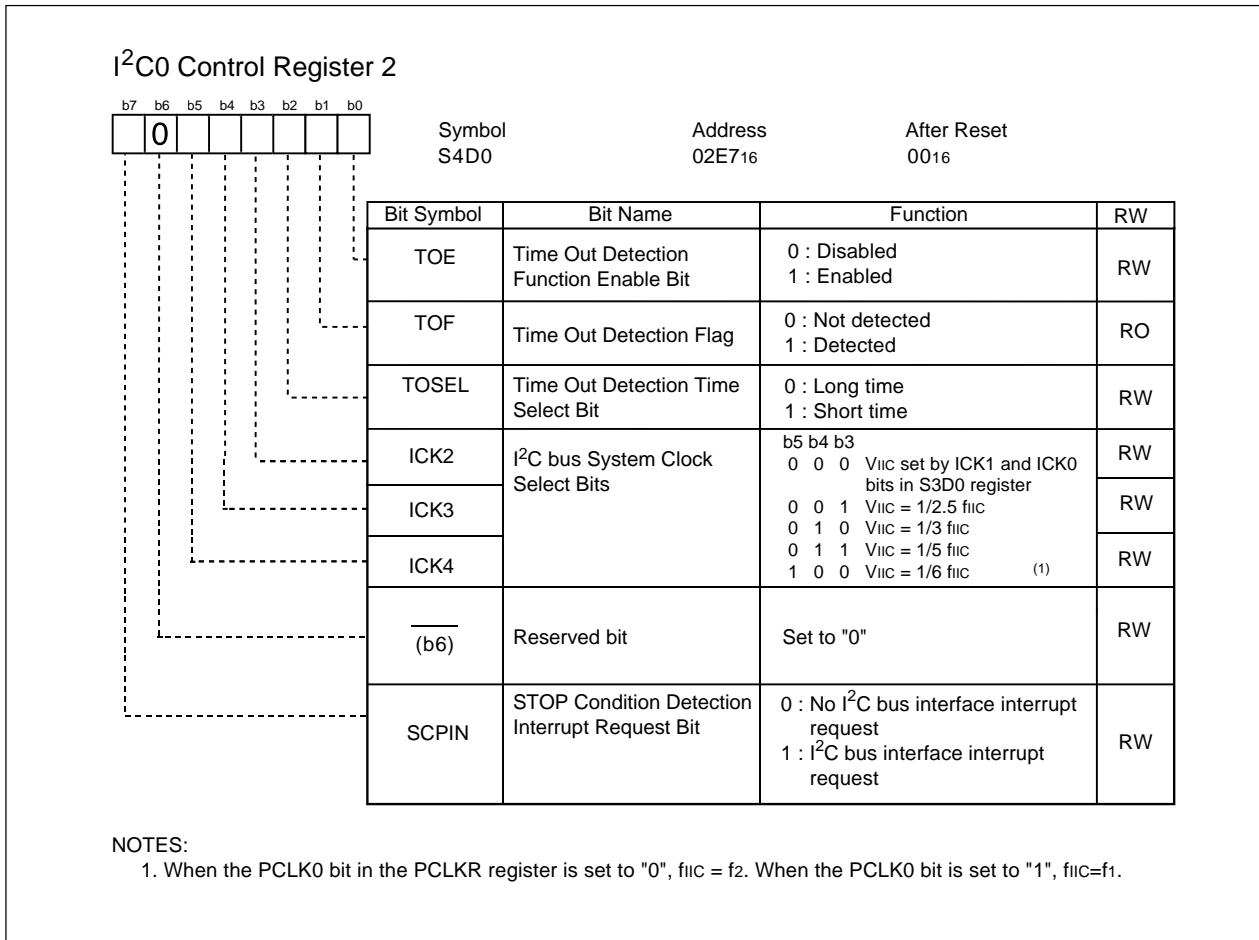 I2C0 Control Register 2
b7 b6 b5 b4 b3 b2 b1 b0
0
Symbol Address After Reset
S4D0 02E716 0016
Bit Symbol Bit Name Function RW
TOE Time Out Detection Function Enable Bit 0 : Disabled
1 : Enabled RW
TOF Time Out Detection Flag 0 : Not detected
1 : Detected RO
TOSEL Time Out Detection Time Select Bit 0 : Long time
1 : Short time RW
ICK2 I2C bus System Clock Select Bits b5 b4 b3
0 0 0 VIIC set by ICK1 and ICK0 bits in S3D0 register RW
ICK3 0 0 1 VIIC = 1/2.5 fIIC RW
0 1 0 VIIC = 1/3 fIIC
ICK4 0 1 1 VIIC = 1/5 fIIC RW
1 0 0 VIIC = 1/6 fIIC (1)
(b6) Reserved bit Set to "0" RW
SCPIN STOP Condition Detection Interrupt Request Bit 0 : No I2C bus interface interrupt request
1 : I2C bus interface interrupt request RW
NOTES:
1. When the PCLK0 bit in the PCLKR register is set to "0", fIIC = f2. When the PCLK0 bit is set to "1", fIIC=f1.